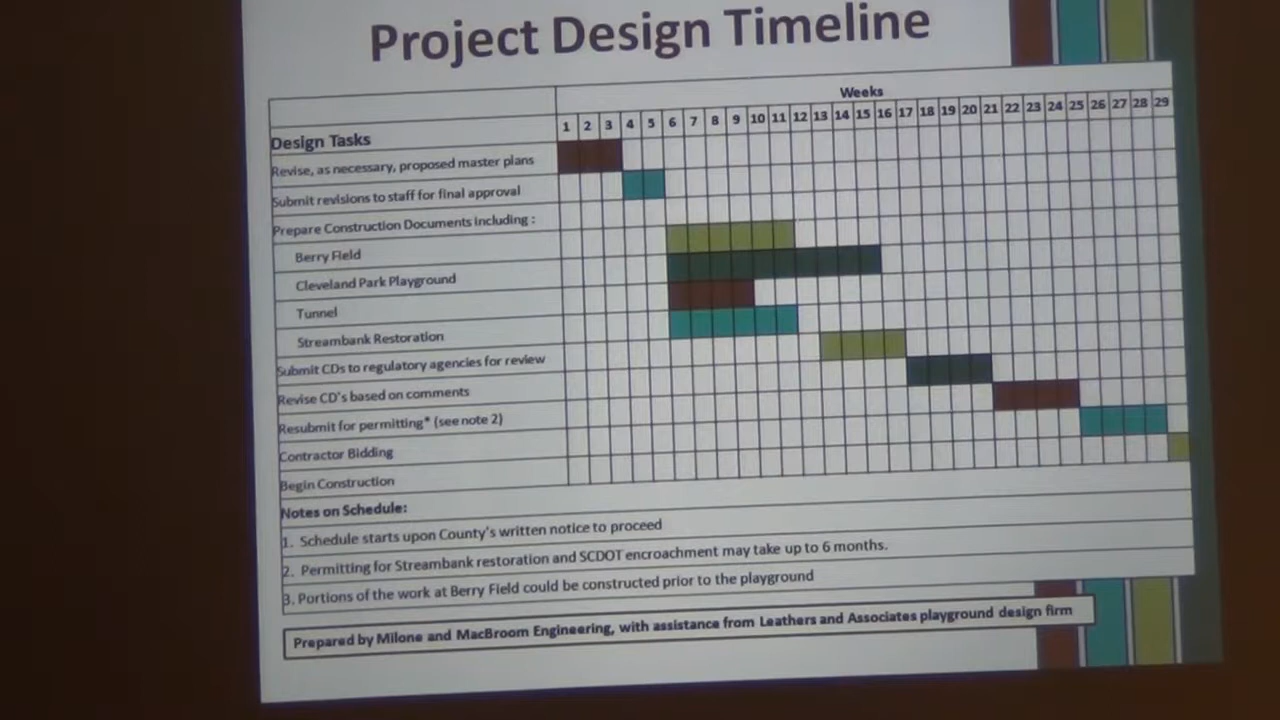 Project Design Timeline
Weeks
Design Tasks 1 2 3 4 5 6 7 8 9 10 11 12 13 14 15 16 17 18 19 20 21 22 23 24 25 26 27 28 29
Revise, as necessary, proposed master plans
Submit revisions to staff for final approval
Prepare Construction Documents including :
Berry Field
Cleveland Park Playground
Tunnel
Streambank Restoration
Submit CDs to regulatory agencies for review
Revise CD's based on comments
Resubmit for permitting* (see note 2)
Contractor Bidding
Begin Construction
Notes on Schedule:
1. Schedule starts upon County's written notice to proceed
2. Permitting for Streambank restoration and SCDOT encroachment may take up to 6 months.
3. Portions of the work at Berry Field could be constructed prior to the playground
Prepared by Milone and MacBroom Engineering, with assistance from Leathers and Associates playground design firm